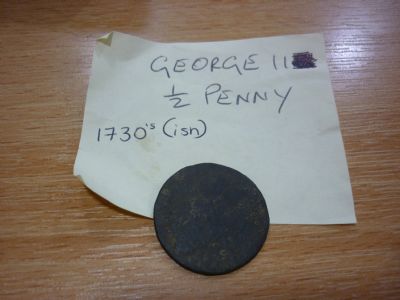 GEORGE II
½ PENNY
1730's (ish)